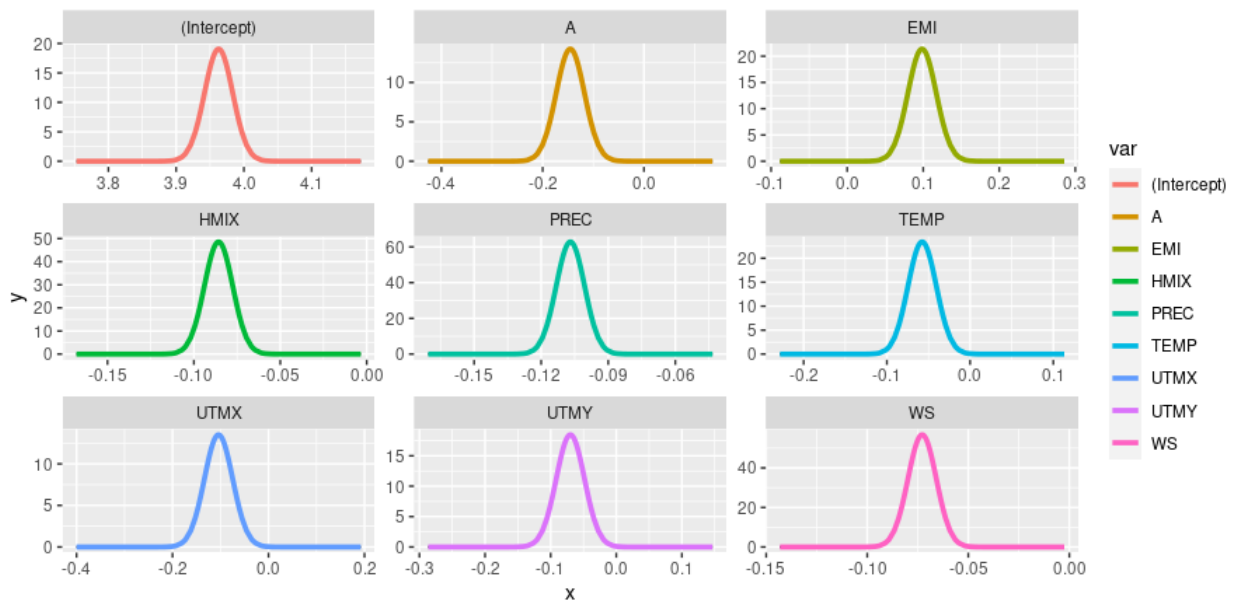 (Intercept) A EMI
20
15
10
5
0
3.8 3.9 4.0 4.1
10
5
0
-0.4 -0.2 0.0
20
15
10
5
0
-0.1 0.0 0.1 0.2 0.3
HMIX PREC TEMP
50
40
30
20
10
0
-0.15 -0.10 -0.05 0.00
60
40
20
0
-0.15 -0.12 -0.09 -0.06
20
15
10
5
0
-0.2 -0.1 0.0 0.1
UTMX UTMY WS
10
5
0
-0.4 -0.2 0.0 0.2
15
10
5
0
-0.3 -0.2 -0.1 0.0 0.1
40
20
0
-0.15 -0.10 -0.05 0.00
y
x
var
(Intercept)
A
EMI
HMIX
PREC
TEMP
UTMX
UTMY
WS